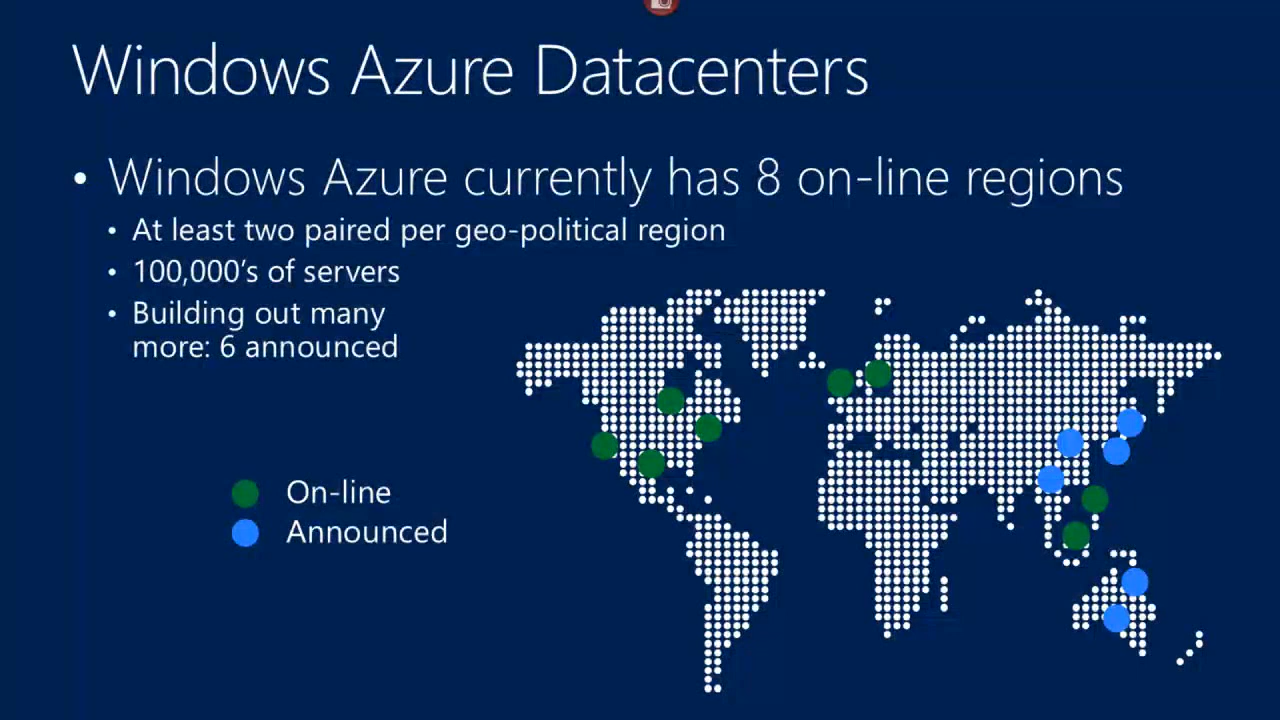 Windows Azure Datacenters
• Windows Azure currently has 8 on-line regions
• At least two paired per geo-political region
• 100,000’s of servers
• Building out many
more: 6 announced
On-line
Announced